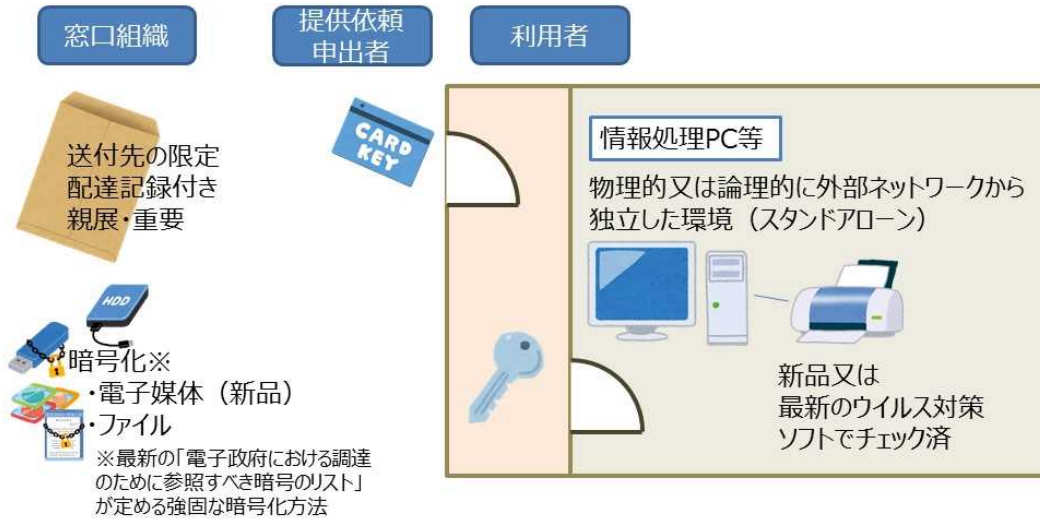 窓口組織
提供依頼
申出者
利用者
送付先の限定
配達記録付き
親展・重要
CARD
KEY
HDD
暗号化※
・電子媒体（新品）
・ファイル
※最新の「電子政府における調達
のために参照すべき暗号のリスト」
が定める強固な暗号化方法
情報処理PC等
物理的又は論理的に外部ネットワークから
独立した環境（スタンドアローン）
新品又は
最新のウイルス対策
ソフトでチェック済